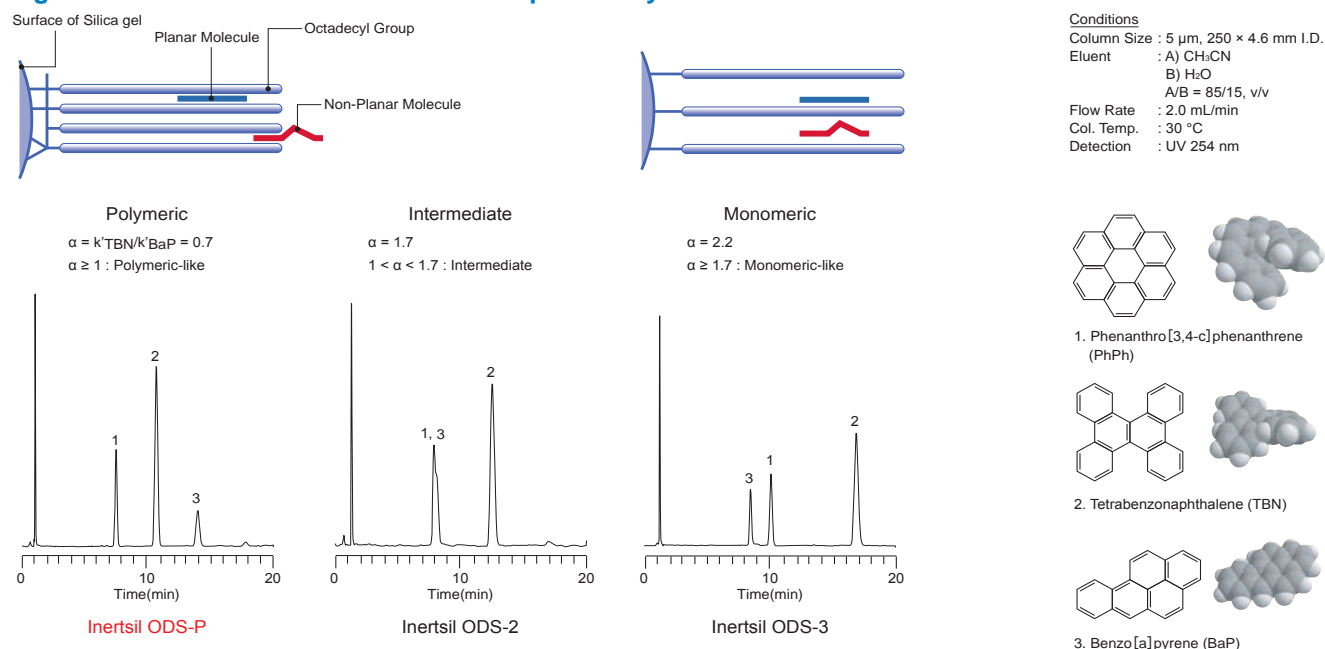 Surface of Silica gel
Planar Molecule
Octadecyl Group
Non-Planar Molecule
Conditions
Column Size : 5 µm, 250 × 4.6 mm I.D.
Eluent : A) CH₃CN
B) H₂O
A/B = 85/15, v/v
Flow Rate : 2.0 mL/min
Col. Temp. : 30 °C
Detection : UV 254 nm
Polymeric
α = k'TBN/k'BaP = 0.7
α ≥ 1 : Polymeric-like
1
2
3
0 10 20
Time(min)
Inertsil ODS-P
Intermediate
α = 1.7
1 < α < 1.7 : Intermediate
1, 3
2
0 10 20
Time(min)
Inertsil ODS-2
Monomeric
α = 2.2
α ≥ 1.7 : Monomeric-like
3
1
2
0 10 20
Time(min)
Inertsil ODS-3
1. Phenanthro[3,4-c]phenanthrene
(PhPh)
2. Tetrabenzonaphthalene (TBN)
3. Benzo[a]pyrene (BaP)